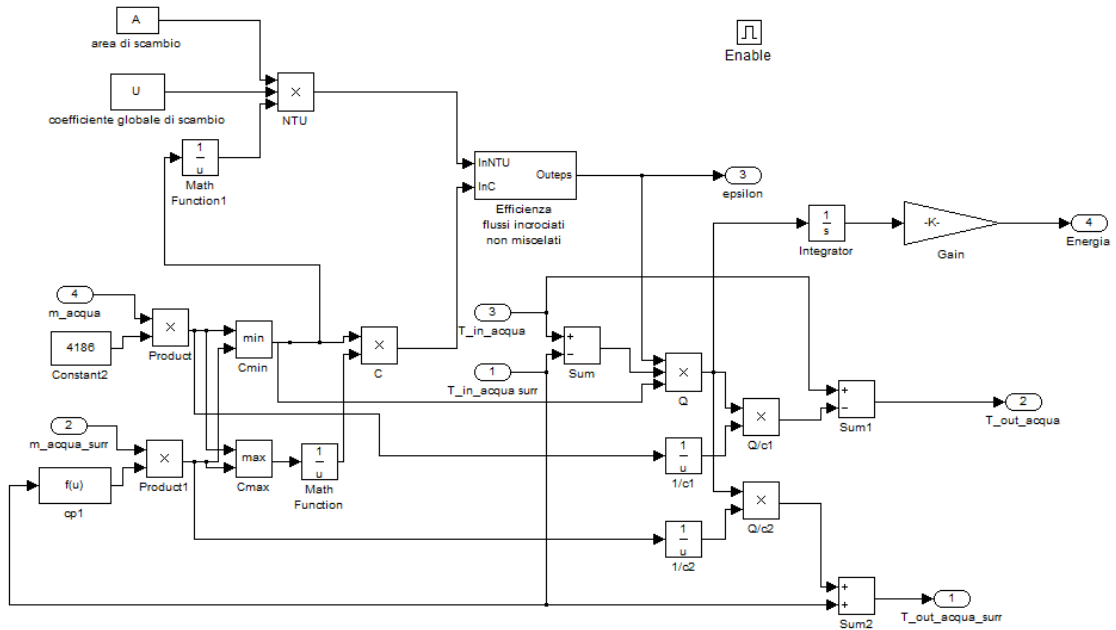 A
area di scambio
Enable
U
coefficiente globale di scambio
×
NTU
1
u
Math
Function1
InNTU
InC
Outeps
Efficienza
flussi incrociati
non miscelati
3
epsilon
1
s
Integrator
-K-
Gain
4
Energia
4
m_acqua
4186
Constant2
×
Product
min
Cmin
×
C
3
T_in_acqua
+
−
Sum
1
T_in_acqua surr
×
Q
×
Q/c1
+
−
Sum1
2
T_out_acqua
2
m_acqua_surr
f(u)
cp1
×
Product1
max
Cmax
1
u
Math
Function
1
u
1/c1
×
Q/c2
1
u
1/c2
+
+
Sum2
1
T_out_acqua_surr